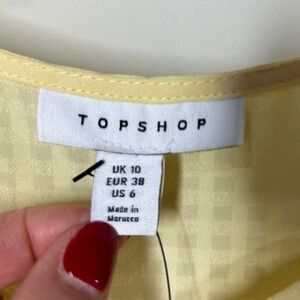 TOPSHOP
UK 10
EUR 38
US 6
Made in
Morocco